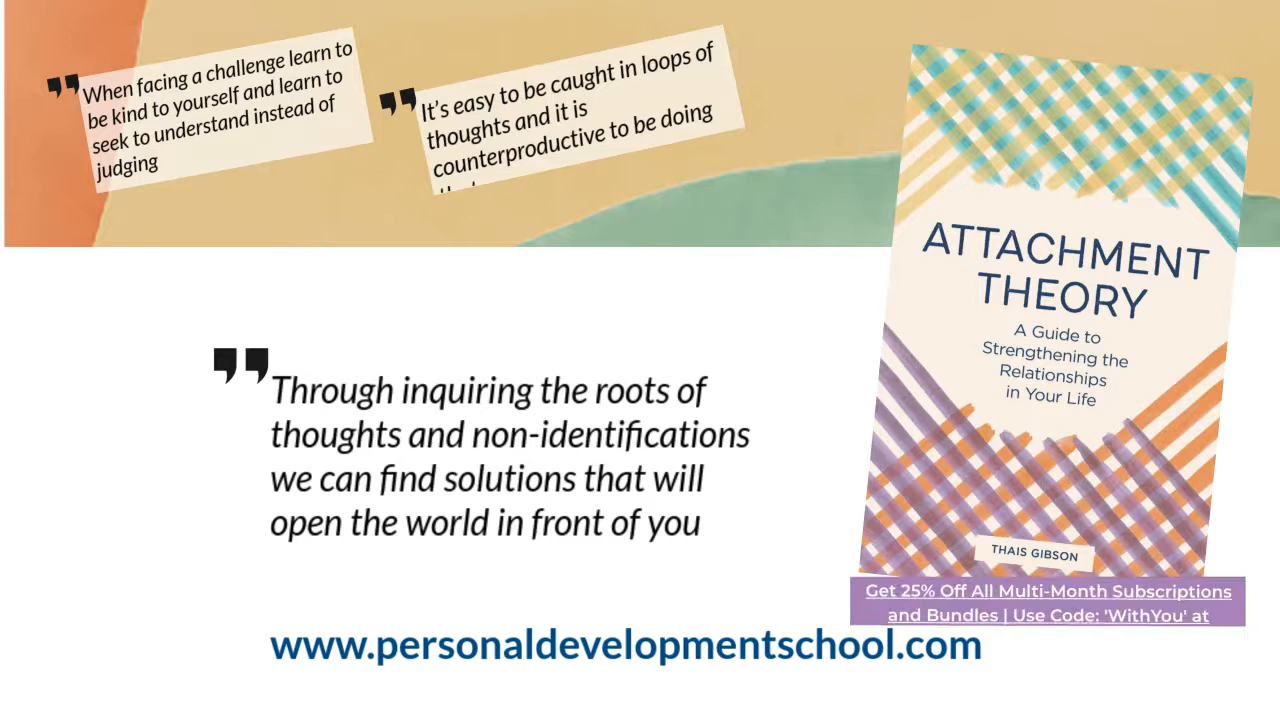 When facing a challenge learn to
be kind to yourself and learn to
seek to understand instead of
judging
It's easy to be caught in loops of
thoughts and it is
counterproductive to be doing
ATTACHMENT
THEORY
A Guide to
Strengthening the
Relationships
in Your Life
THAIS GIBSON
Through inquiring the roots of
thoughts and non-identifications
we can find solutions that will
open the world in front of you
Get 25% Off All Multi-Month Subscriptions
and Bundles | Use Code: 'WithYou' at
www.personaldevelopmentschool.com